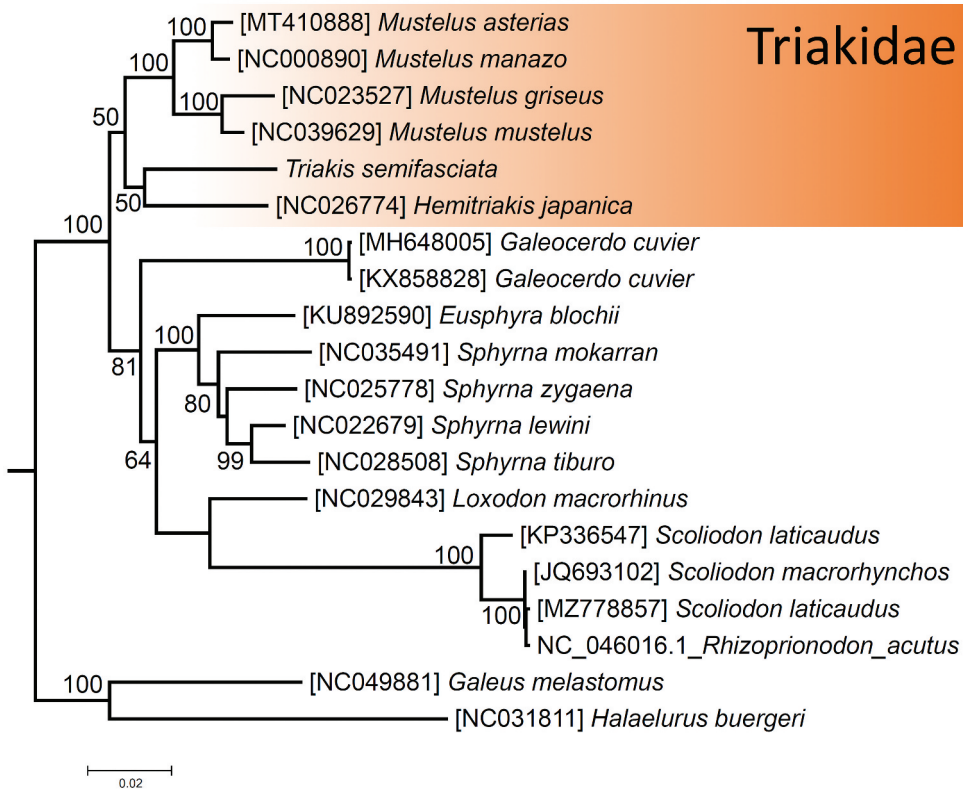 Triakidae
100 [MT410888] Mustelus asterias
100 [NC000890] Mustelus manazo
100 [NC023527] Mustelus griseus
50 [NC039629] Mustelus mustelus
Triakis semifasciata
50 [NC026774] Hemitriakis japonica
100
100 [MH648005] Galeocerdo cuvier
[KX858828] Galeocerdo cuvier
100 [KU892590] Eusphyra blochii
81 [NC035491] Sphyrna mokarran
80 [NC025778] Sphyrna zygaena
[NC022679] Sphyrna lewini
64 99 [NC028508] Sphyrna tiburo
[NC029843] Loxodon macrorhinus
100 [KP336547] Scoliodon laticaudus
[JQ693102] Scoliodon macrorhynchos
100 [MZ778857] Scoliodon laticaudus
NC_046016.1_Rhizoprionodon_acutus
100 [NC049881] Galeus melastomus
[NC031811] Halaelurus buergeri
0.02